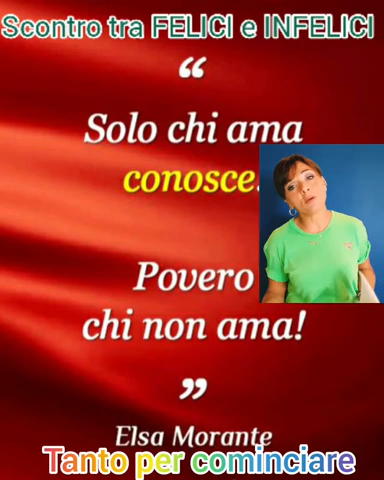 Scontro tra FELICI e INFELICI
“
Solo chi ama
conosce.
Povero
chi non ama!
”
Elsa Morante
Tanto per cominciare